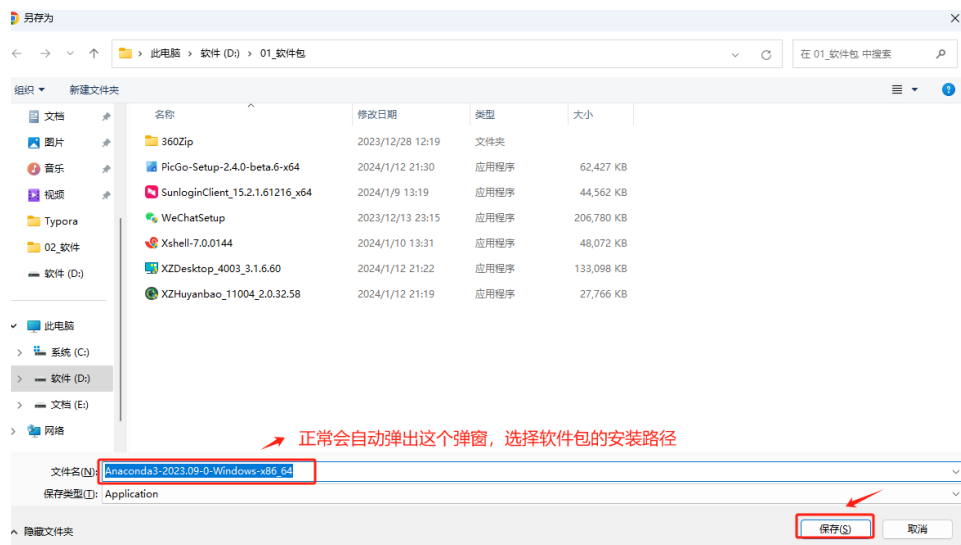 另存为
此电脑 › 软件 (D:) › 01_软件包
在 01_软件包 中搜索
组织 新建文件夹
名称 修改日期 类型 大小
文档
图片
音乐
视频
Typora
02_软件
软件 (D:)
此电脑
系统 (C:)
软件 (D:)
文档 (E:)
网络
360Zip 2023/12/28 12:19 文件夹
PicGo-Setup-2.4.0-beta.6-x64 2024/1/12 21:30 应用程序 62,427 KB
SunloginClient_15.2.1.61216_x64 2024/1/9 13:19 应用程序 44,562 KB
WeChatSetup 2023/12/13 23:15 应用程序 206,780 KB
Xshell-7.0.0144 2024/1/10 13:31 应用程序 48,072 KB
XZDesktop_4003_3.1.6.60 2024/1/12 21:22 应用程序 133,098 KB
XZHuyanbao_11004_2.0.32.58 2024/1/12 21:19 应用程序 27,766 KB
正常会自动弹出这个弹窗，选择软件包的安装路径
文件名(N): Anaconda3-2023.09-0-Windows-x86_64
保存类型(T): Application
隐藏文件夹 保存(S) 取消